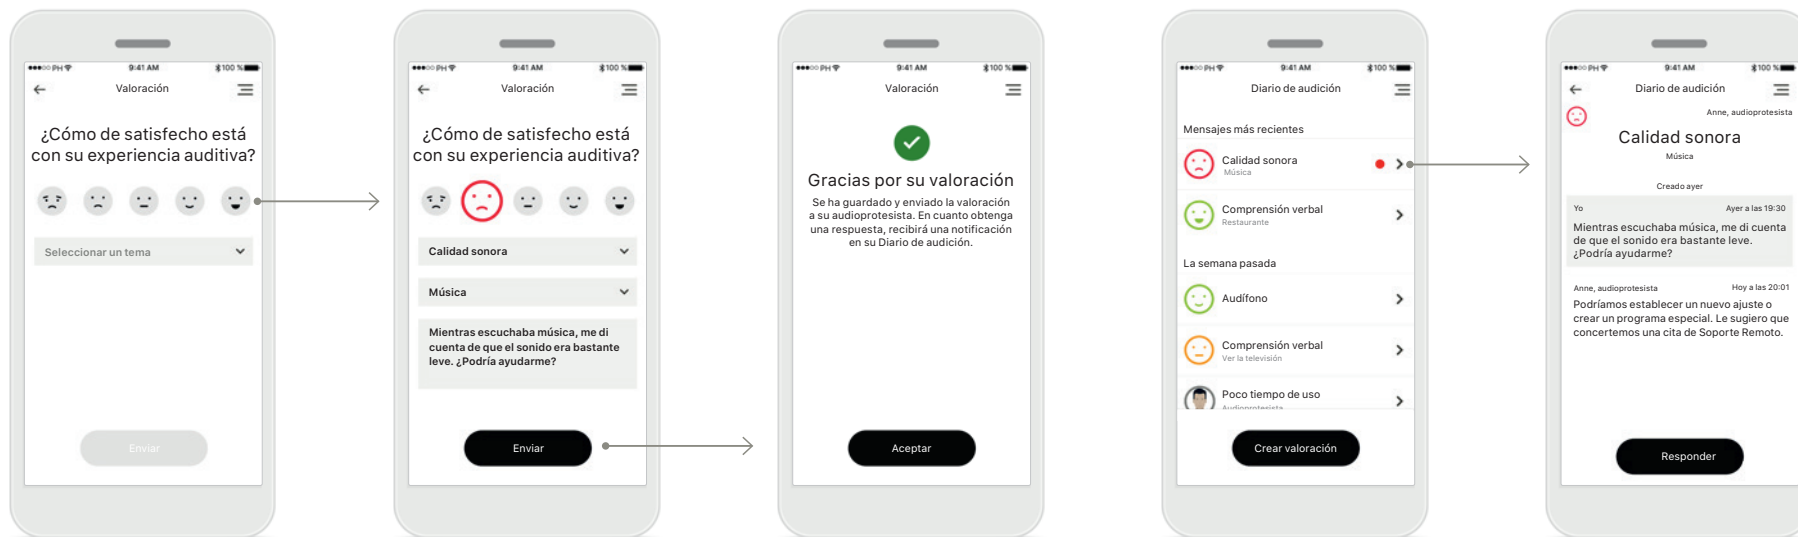 PH 9:41 AM 100 %
Valoración
¿Cómo de satisfecho está
con su experiencia auditiva?
Seleccionar un tema
Enviar
PH 9:41 AM 100 %
Valoración
¿Cómo de satisfecho está
con su experiencia auditiva?
Calidad sonora
Música
Mientras escuchaba música, me di
cuenta de que el sonido era bastante
leve. ¿Podría ayudarme?
Enviar
PH 9:41 AM 100 %
Valoración
Gracias por su valoración
Se ha guardado y enviado la valoración
a su audioprotesista. En cuanto obtenga
una respuesta, recibirá una notificación
en su Diario de audición.
Aceptar
PH 9:41 AM 100 %
Diario de audición
Mensajes más recientes
Calidad sonora
Música
Comprensión verbal
Restaurante
La semana pasada
Audífono
Comprensión verbal
Ver la televisión
Poco tiempo de uso
Audioprotesista
Crear valoración
PH 9:41 AM 100 %
Diario de audición
Anne, audioprotesista
Calidad sonora
Música
Creado ayer
Yo Ayer a las 19:30
Mientras escuchaba música, me di cuenta
de que el sonido era bastante leve.
¿Podría ayudarme?
Anne, audioprotesista Hoy a las 20:01
Podríamos establecer un nuevo ajuste o
crear un programa especial. Le sugiero que
concertemos una cita de Soporte Remoto.
Responder